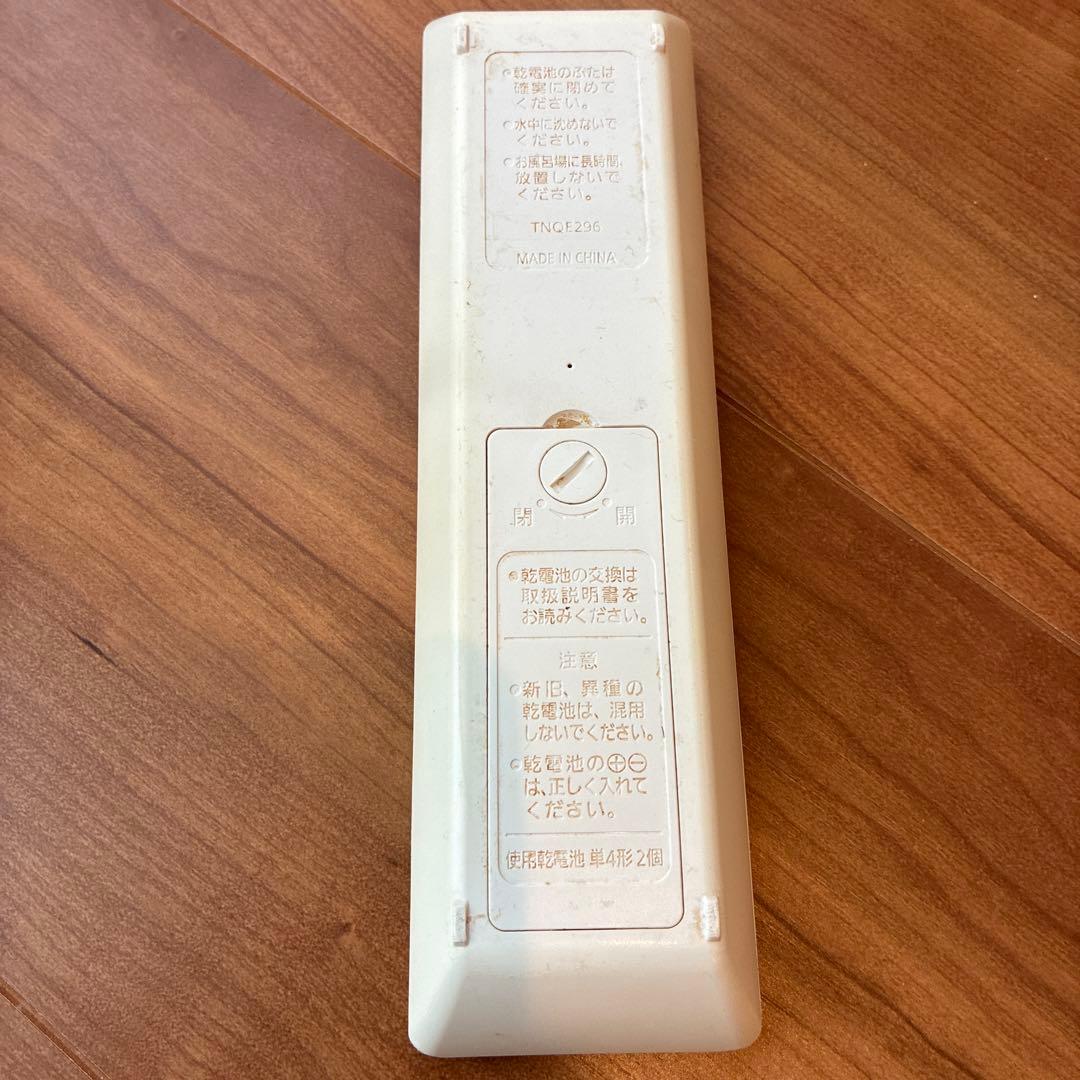 ●乾電池のふたは
確実に閉めて
ください。
●水中に沈めないで
ください。
●お風呂場に長時間、
放置しないで
ください。
TNQE296
MADE IN CHINA
閉 開
●乾電池の交換は
取扱説明書を
お読みください。
注意
●新旧、異種の
乾電池は、混用
しないでください。
●乾電池の⊕⊖
は、正しく入れて
ください。
使用乾電池 単4形 2個